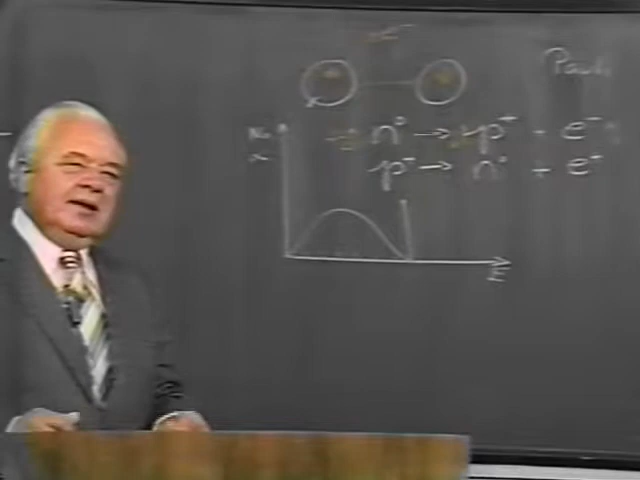 e⁻
Pauli
n° → p⁺ + e⁻
p⁺ → n° + e⁺
E